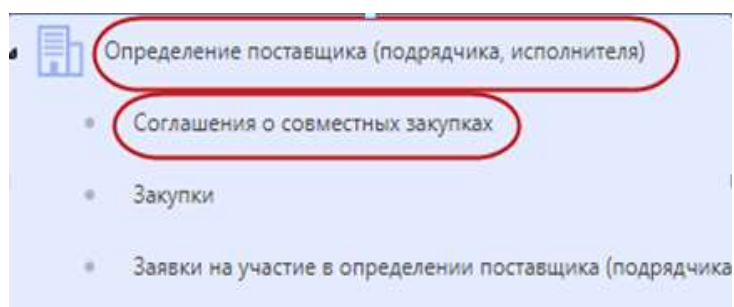 Определение поставщика (подрядчика, исполнителя)
Соглашения о совместных закупках
Закупки
Заявки на участие в определении поставщика (подрядчика